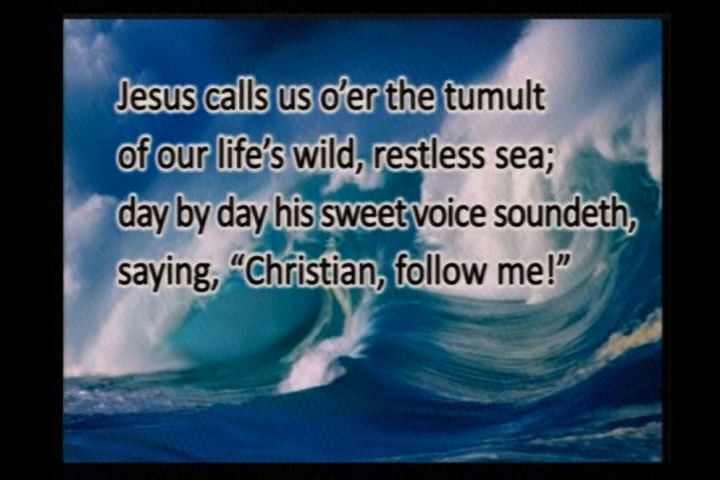 Jesus calls us o’er the tumult
of our life’s wild, restless sea;
day by day his sweet voice soundeth,
saying, “Christian, follow me!”